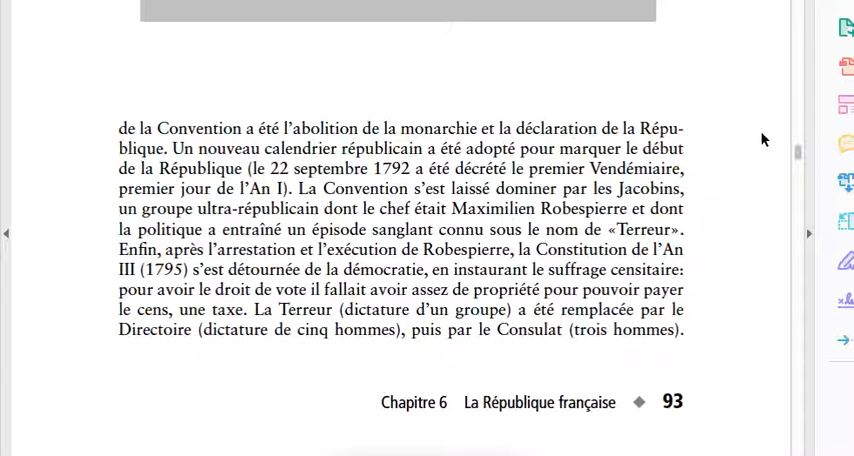 de la Convention a été l'abolition de la monarchie et la déclaration de la Répu-
blique. Un nouveau calendrier républicain a été adopté pour marquer le début
de la République (le 22 septembre 1792 a été décrété le premier Vendémiaire,
premier jour de l'An I). La Convention s'est laissé dominer par les Jacobins,
un groupe ultra-républicain dont le chef était Maximilien Robespierre et dont
la politique a entraîné un épisode sanglant connu sous le nom de «Terreur».
Enfin, après l'arrestation et l'exécution de Robespierre, la Constitution de l'An
III (1795) s'est détournée de la démocratie, en instaurant le suffrage censitaire:
pour avoir le droit de vote il fallait avoir assez de propriété pour pouvoir payer
le cens, une taxe. La Terreur (dictature d'un groupe) a été remplacée par le
Directoire (dictature de cinq hommes), puis par le Consulat (trois hommes).
Chapitre 6 La République française ◆ 93